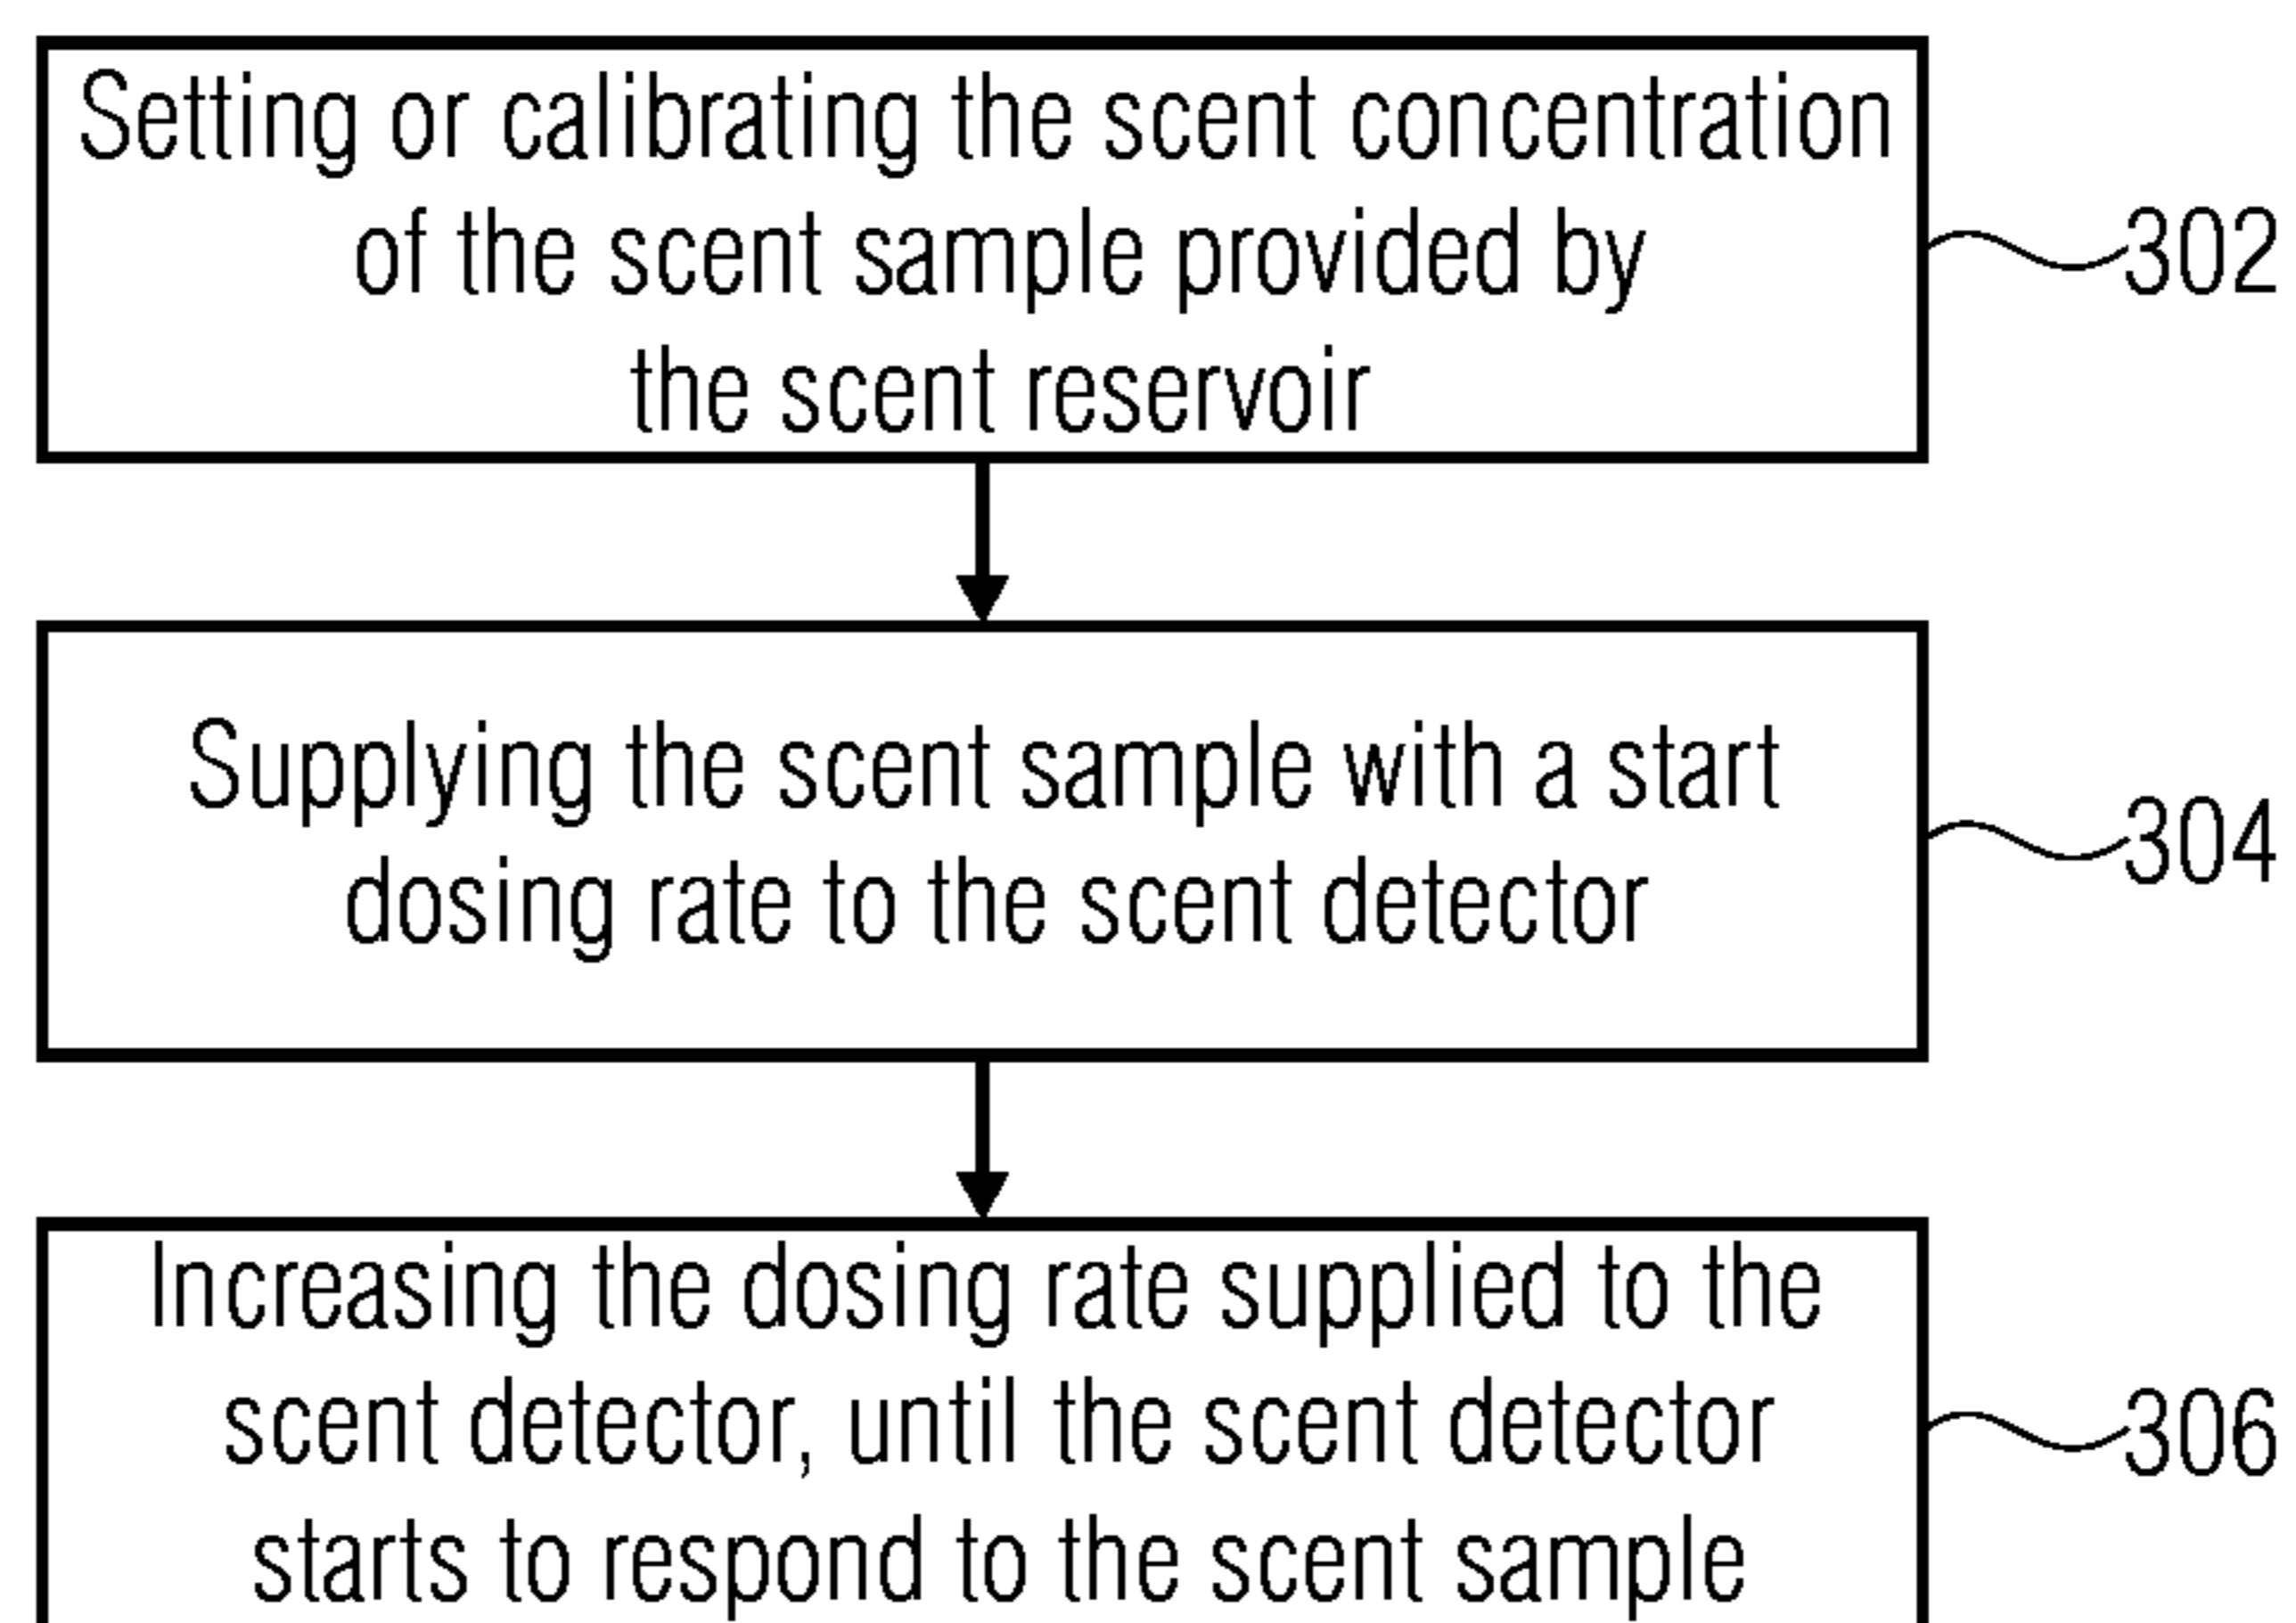 Setting or calibrating the scent concentration
of the scent sample provided by
the scent reservoir
302
Supplying the scent sample with a start
dosing rate to the scent detector
304
Increasing the dosing rate supplied to the
scent detector, until the scent detector
starts to respond to the scent sample
306